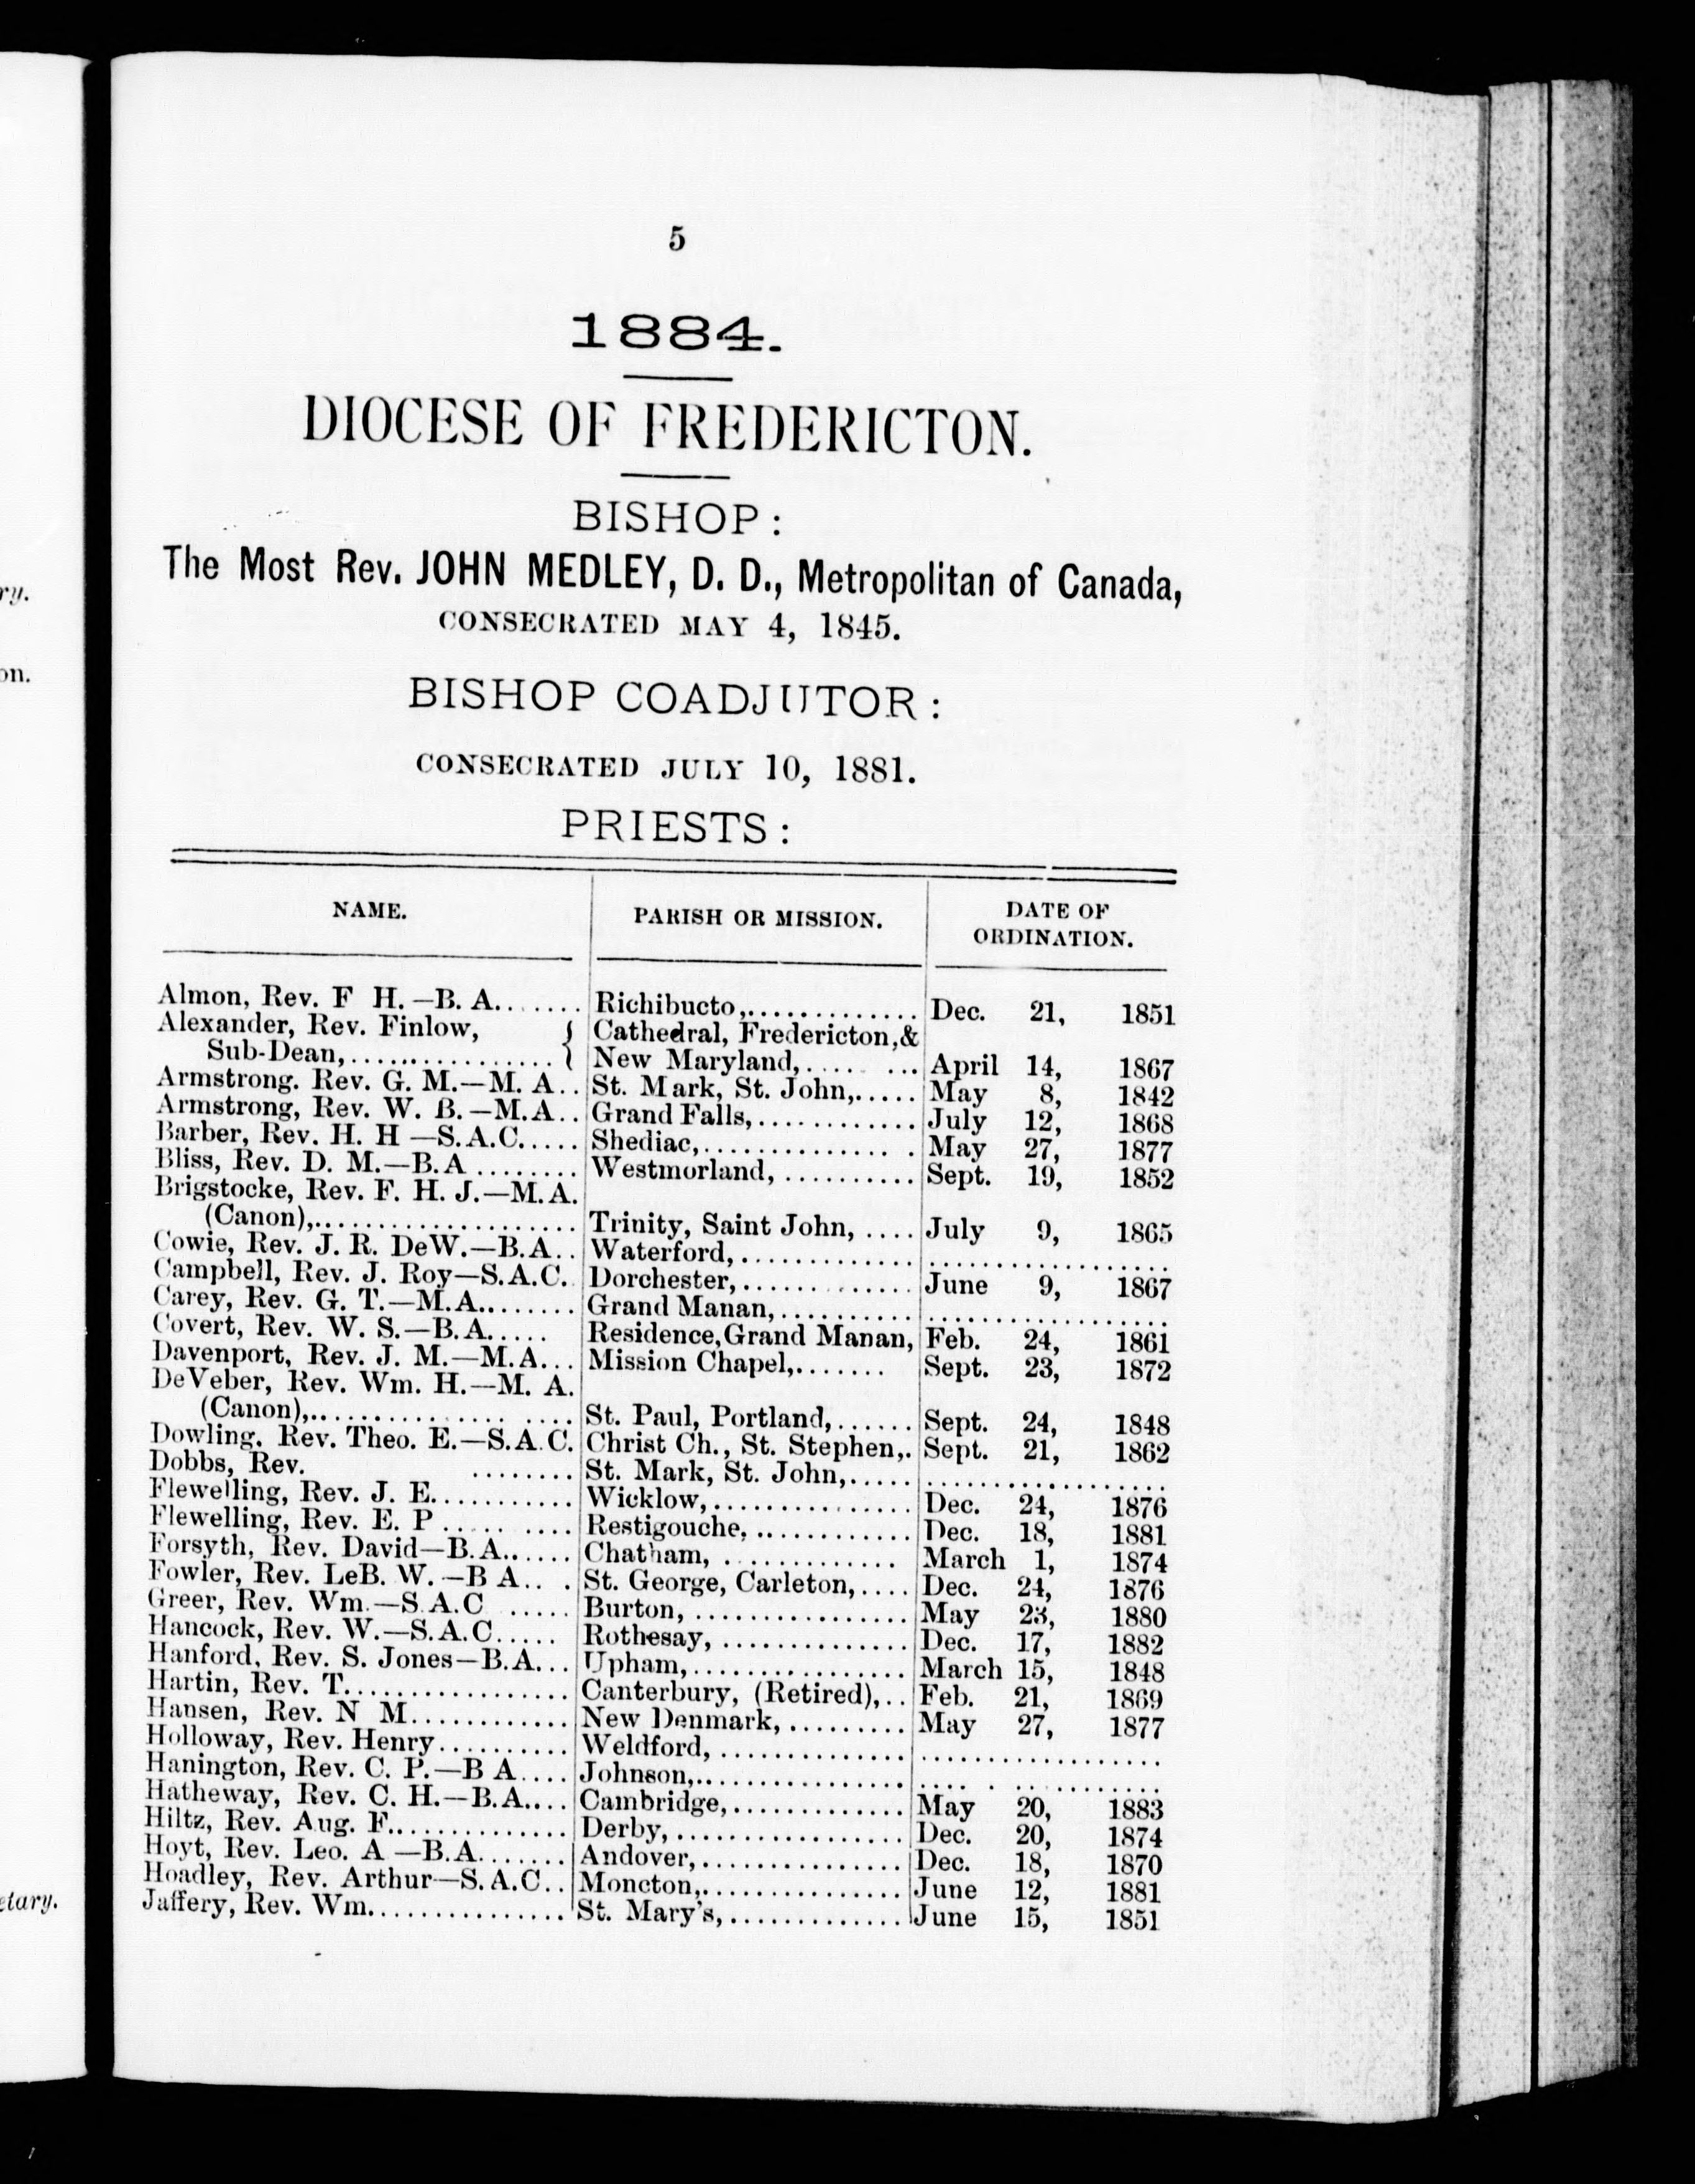 5
1884.
DIOCESE OF FREDERICTON.
BISHOP:
The Most Rev. JOHN MEDLEY, D. D., Metropolitan of Canada,
CONSECRATED MAY 4, 1845.
BISHOP COADJUTOR:
CONSECRATED JULY 10, 1881.
PRIESTS:
NAME. PARISH OR MISSION. DATE OF
ORDINATION.
Almon, Rev. F H.—B. A....... Richibucto,.............. Dec. 21, 1851
Alexander, Rev. Finlow, { Cathedral, Fredericton,&
Sub-Dean,.................. { New Maryland,..... ... April 14, 1867
Armstrong. Rev. G. M.—M. A.. St. Mark, St. John,..... May 8, 1842
Armstrong, Rev. W. B.—M.A.. Grand Falls,............. July 12, 1868
Barber, Rev. H. H —S.A.C..... Shediac,............... . May 27, 1877
Bliss, Rev. D. M.—B.A ........ Westmorland, .......... Sept. 19, 1852
Brigstocke, Rev. F. H. J.—M.A.
(Canon),...................... Trinity, Saint John, .... July 9, 1865
Cowie, Rev. J. R. DeW.—B.A.. Waterford,.............. ...................
Campbell, Rev. J. Roy—S.A.C. Dorchester,.............. June 9, 1867
Carey, Rev. G. T.—M.A........ Grand Manan,........... ...................
Covert, Rev. W. S.—B.A..... Residence,Grand Manan, Feb. 24, 1861
Davenport, Rev. J. M.—M.A... Mission Chapel,....... Sept. 23, 1872
DeVeber, Rev. Wm. H.—M. A.
(Canon),................ .... St. Paul, Portland,...... Sept. 24, 1848
Dowling. Rev. Theo. E.—S.A.C. Christ Ch., St. Stephen,. Sept. 21, 1862
Dobbs, Rev. ........ St. Mark, St. John,..... ...................
Flewelling, Rev. J. E........... Wicklow,................ Dec. 24, 1876
Flewelling, Rev. E. P ..... .... Restigouche, ............. Dec. 18, 1881
Forsyth, Rev. David—B.A...... Chatham, . ............ March 1, 1874
Fowler, Rev. LeB. W.—B A.. . St. George, Carleton,.... Dec. 24, 1876
Greer, Rev. Wm.—S.A.C ..... Burton, ................. May 23, 1880
Hancock, Rev. W.—S.A.C..... Rothesay, ............... Dec. 17, 1882
Hanford, Rev. S. Jones—B.A... Upham,................. March 15, 1848
Hartin, Rev. T.................. Canterbury, (Retired),.. Feb. 21, 1869
Hansen, Rev. N M............. New Denmark,.......... May 27, 1877
Holloway, Rev. Henry.......... Weldford, ............... ...................
Hanington, Rev. C. P.—B A.... Johnson,................. .... . .. .........
Hatheway, Rev. C. H.—B.A.... Cambridge,.............. May 20, 1883
Hiltz, Rev. Aug. F.............. Derby,................... Dec. 20, 1874
Hoyt, Rev. Leo. A —B.A....... Andover,................. Dec. 18, 1870
Hoadley, Rev. Arthur—S.A.C.. Moncton,................ June 12, 1881
Jaffery, Rev. Wm................ St. Mary's,.............. June 15, 1851
ry.
on.
etary.